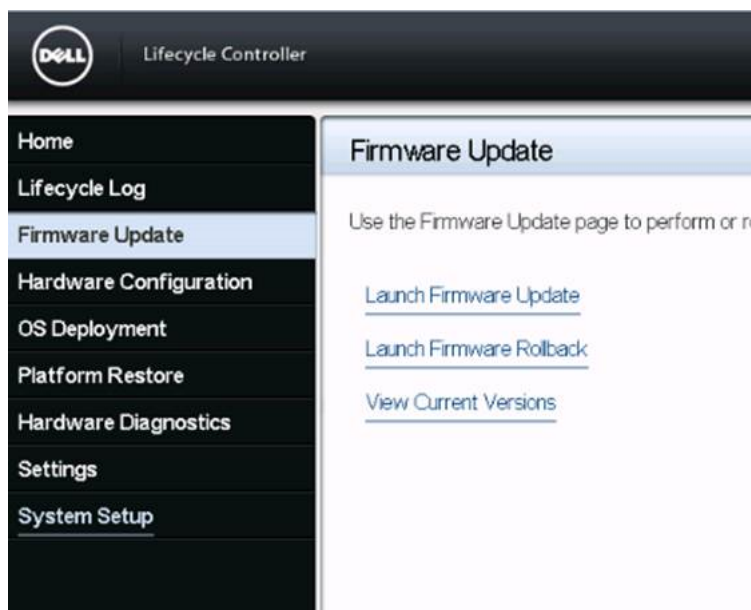 DELL
Lifecycle Controller
Home
Lifecycle Log
Firmware Update
Hardware Configuration
OS Deployment
Platform Restore
Hardware Diagnostics
Settings
System Setup
Firmware Update
Use the Firmware Update page to perform or
Launch Firmware Update
Launch Firmware Rollback
View Current Versions